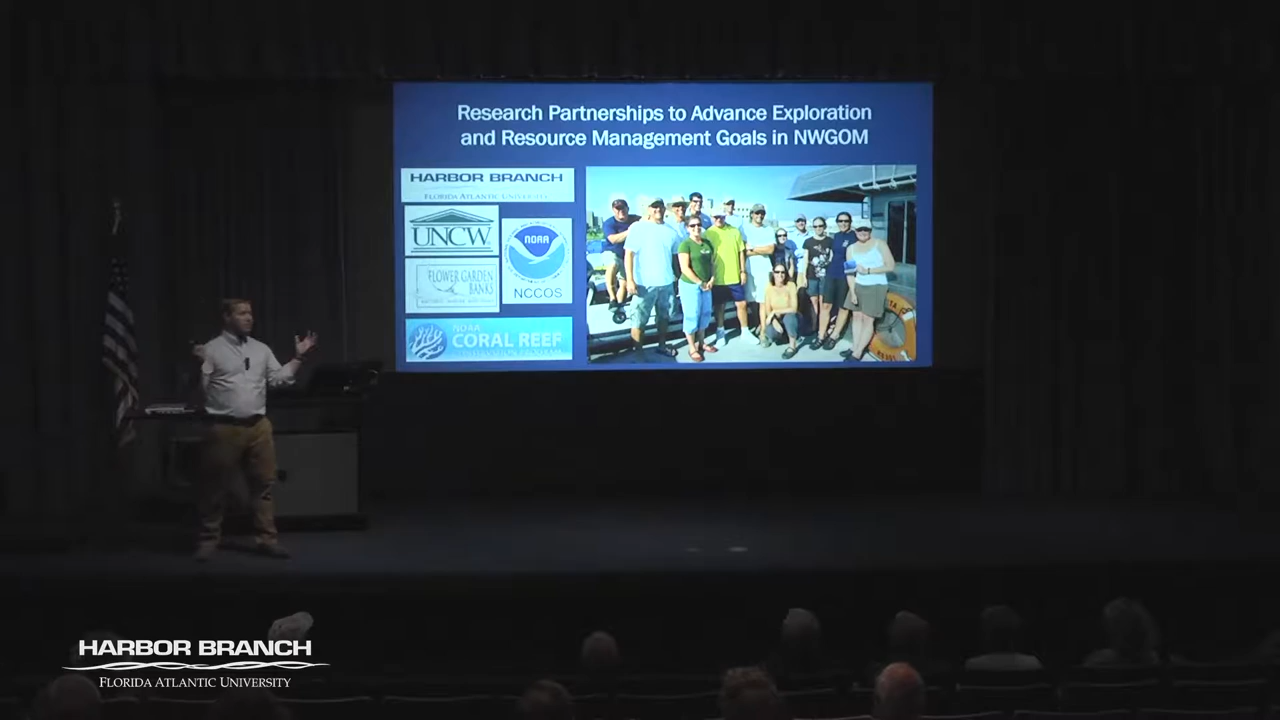 Research Partnerships to Advance Exploration
and Resource Management Goals in NWGOM
HARBOR BRANCH
FLORIDA ATLANTIC UNIVERSITY
UNCW
NOAA
NCCOS
FLOWER GARDEN
BANKS
NOAA
CORAL REEF
HARBOR BRANCH
FLORIDA ATLANTIC UNIVERSITY